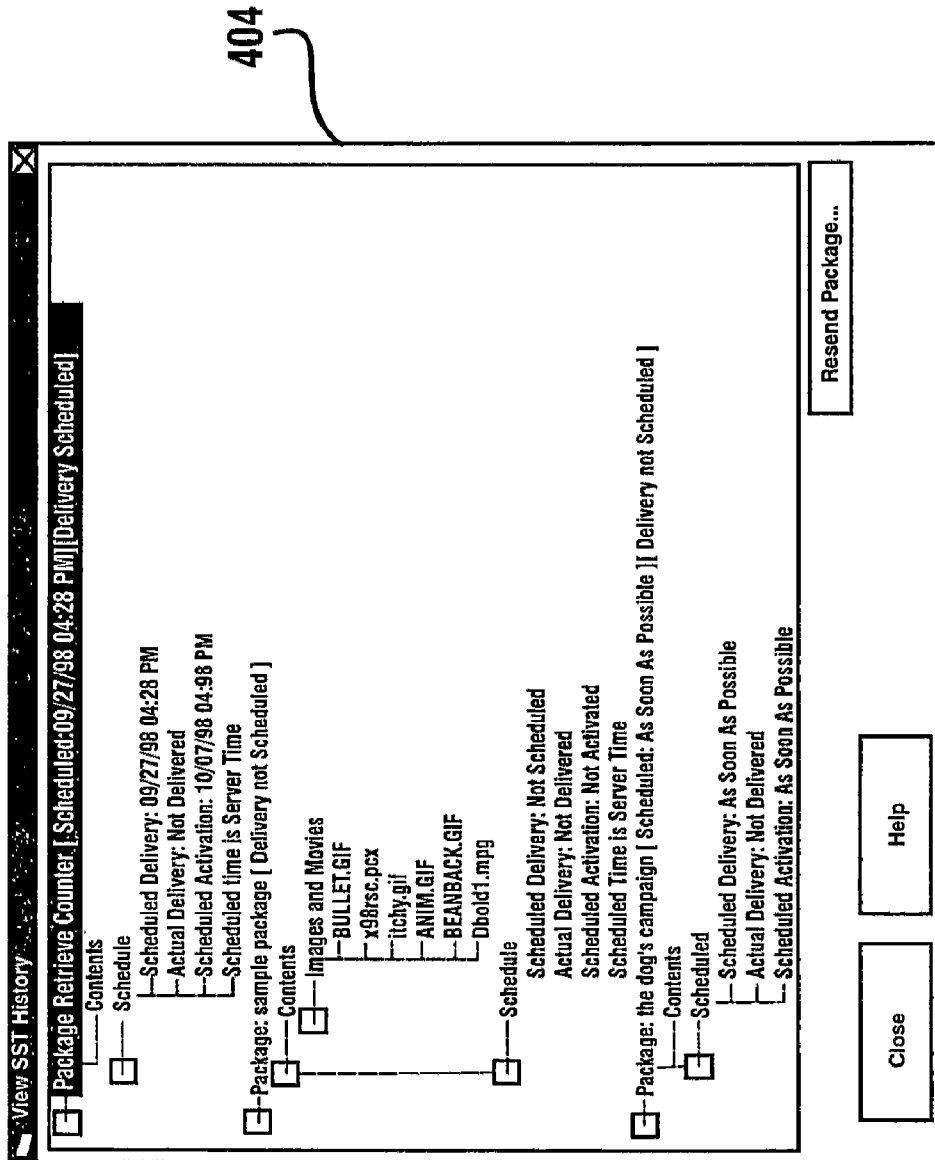 View SST History
Package Retrieve Counter [ Scheduled:09/27/98 04:28 PM][Delivery Scheduled]
Contents
Schedule
Scheduled Delivery: 09/27/98 04:28 PM
Actual Delivery: Not Delivered
Scheduled Activation: 10/07/98 04:98 PM
Scheduled time is Server Time
Package: sample package [ Delivery not Scheduled ]
Contents
Images and Movies
BULLET.GIF
x98rsc.pcx
itchy.gif
ANIM.GIF
BEANBACK.GIF
Dbold1.mpg
Schedule
Scheduled Delivery: Not Scheduled
Actual Delivery: Not Delivered
Scheduled Activation: Not Activated
Scheduled Time is Server Time
Package: the dog's campaign [ Scheduled: As Soon As Possible ][ Delivery not Scheduled ]
Contents
Scheduled
Scheduled Delivery: As Soon As Possible
Actual Delivery: Not Delivered
Scheduled Activation: As Soon As Possible
Resend Package...
Close
Help
404